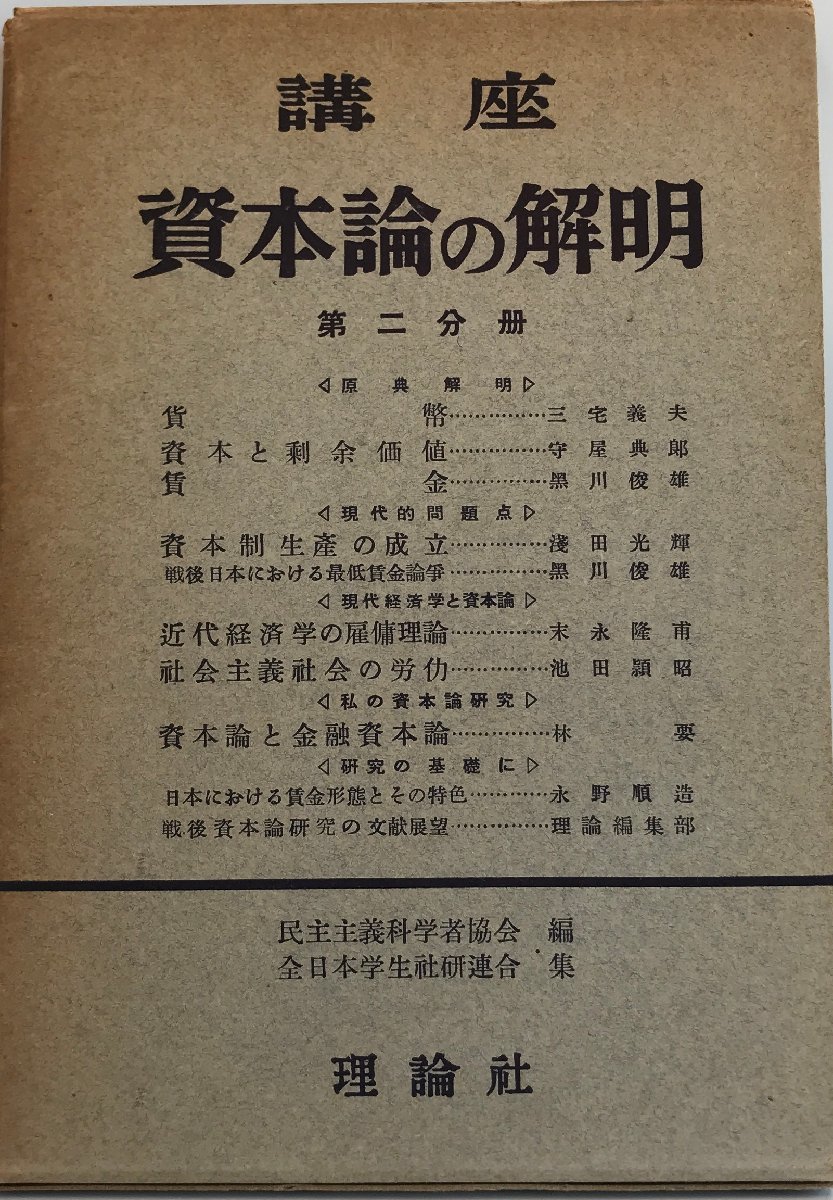 講座
資本論の解明
第二分册
◁原典解明▷
貨幣……………三宅義夫
資本と剰余価値……………守屋典郎
賃金……………黒川俊雄
◁現代的問題点▷
資本制生産の成立……………淺田光輝
戦後日本における最低賃金論爭……………黒川俊雄
◁現代経済学と資本論▷
近代経済学の雇傭理論……………末永隆甫
社会主義社会の労仂……………池田頴昭
◁私の資本論研究▷
資本論と金融資本論……………林要
◁研究の基礎に▷
日本における賃金形態とその特色…………永野順造
戦後資本論研究の文献展望……………理論編集部
民主主義科学者協会 編
全日本学生社研連合 集
理論社